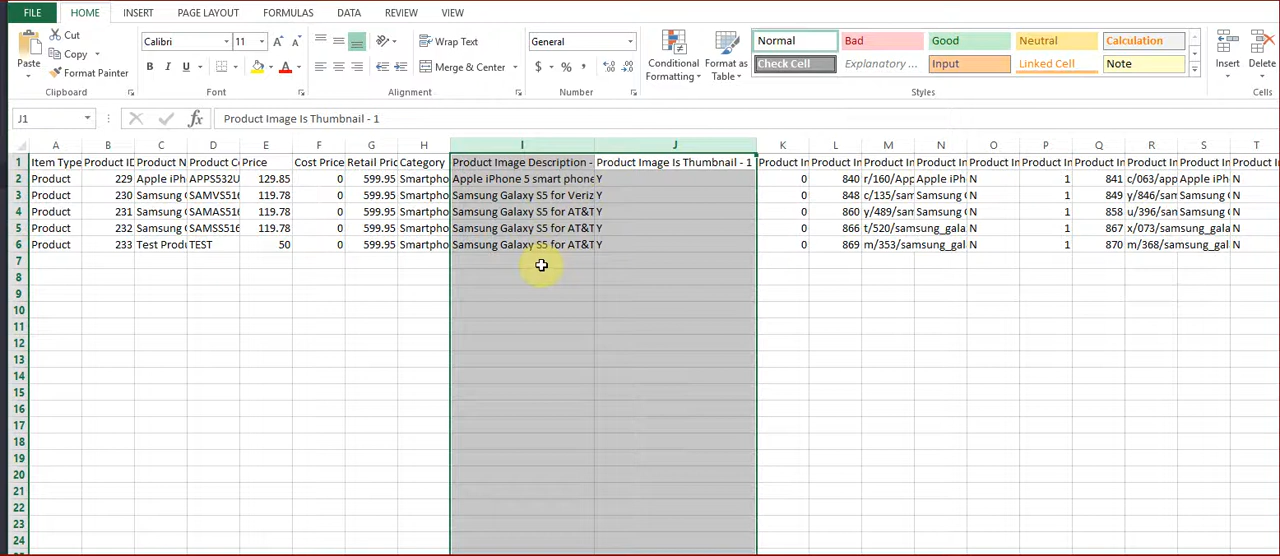 FILE HOME INSERT PAGE LAYOUT FORMULAS DATA REVIEW VIEW
Cut
Copy
Format Painter
Paste
Clipboard
Calibri 11
B I U
Font
Wrap Text
Merge & Center
Alignment
General
$ % ,
Number
Conditional Formatting
Format as Table
Normal Bad Good Neutral Calculation
Check Cell Explanatory ... Input Linked Cell Note
Styles
Insert Delete
Cells
J1 fx Product Image Is Thumbnail - 1
A B C D E F G H I J K L M N O P Q R S T
1 Item Type Product ID Product N Product Co Price Cost Price Retail Pric Category Product Image Description - Product Image Is Thumbnail - 1 Product In Product In Product In Product In Product In Product In Product In Product In Product In Product In
2 Product 229 Apple iPh APPS532U 129.85 0 599.95 Smartpho Apple iPhone 5 smart phone Y 0 840 r/160/app Apple iPh N 1 841 c/063/app Apple iPh N
3 Product 230 Samsung SAMVS516 119.78 0 599.95 Smartpho Samsung Galaxy S5 for Veriz Y 0 848 c/135/sam Samsung N 1 849 y/846/sam Samsung N
4 Product 231 Samsung SAMAS516 119.78 0 599.95 Smartpho Samsung Galaxy S5 for AT&T Y 0 860 y/489/sam Samsung N 1 858 u/396/sam Samsung N
5 Product 232 Samsung SAMSS516 119.78 0 599.95 Smartpho Samsung Galaxy S5 for AT&T Y 0 866 t/520/samsung_gala N 1 867 x/073/samsung_gala N
6 Product 233 Test Produ TEST 50 0 599.95 Smartpho Samsung Galaxy S5 for AT&T Y 0 869 m/353/samsung_gala N 1 870 m/368/samsung_gala N
7
8
9
10
11
12
13
14
15
16
17
18
19
20
21
22
23
24